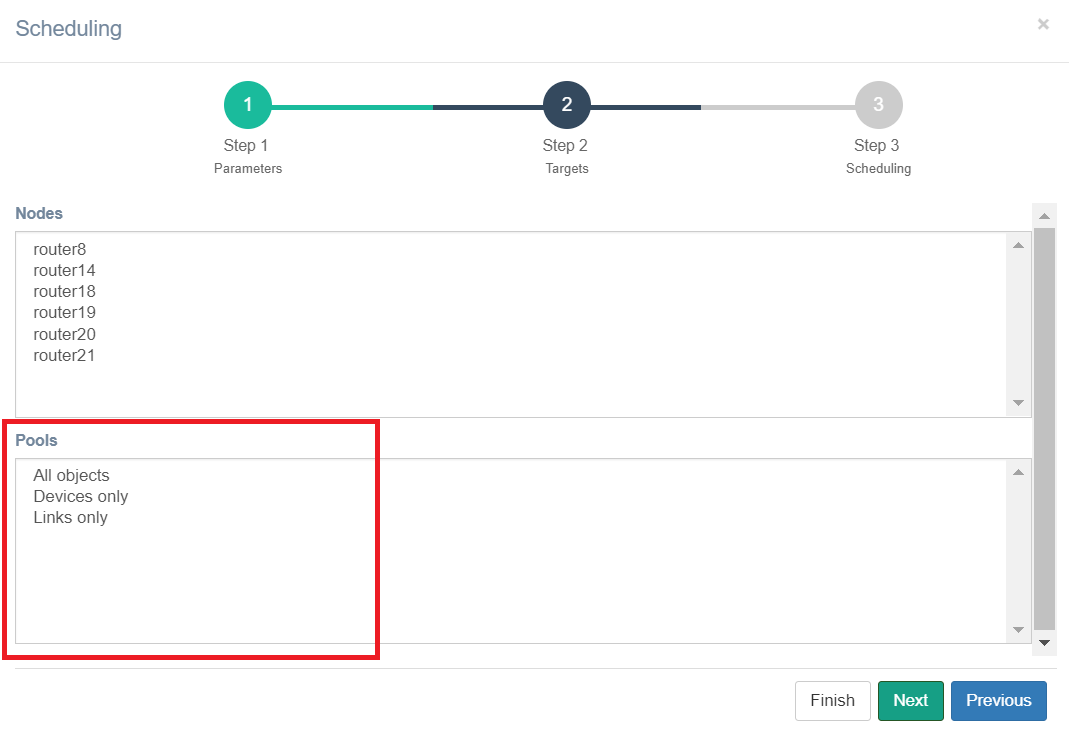 Scheduling
×
1
2
3
Step 1
Step 2
Step 3
Parameters
Targets
Scheduling
Nodes
router8
router14
router18
router19
router20
router21
Pools
All objects
Devices only
Links only
Finish
Next
Previous